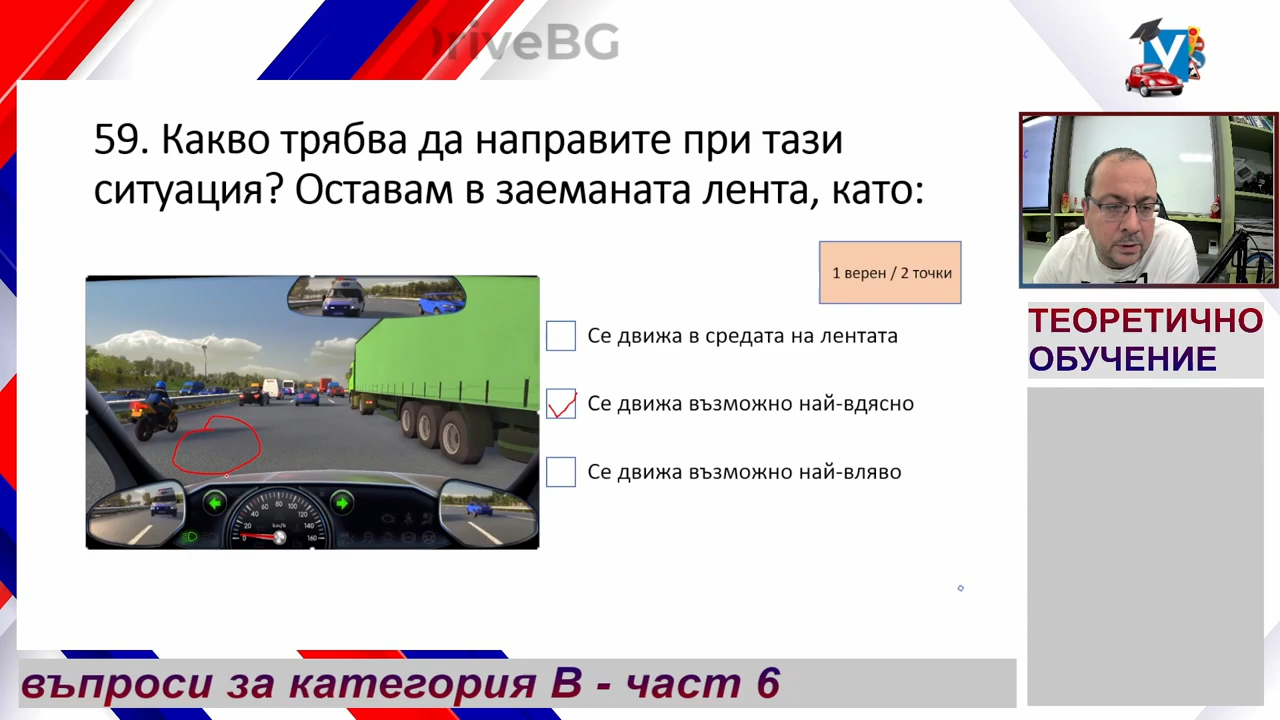 riveBG
59. Какво трябва да направите при тази
ситуация? Оставам в заеманата лента, като:
1 верен / 2 точки
Се движа в средата на лентата
Се движа възможно най-вдясно
Се движа възможно най-вляво
ТЕОРЕТИЧНО
ОБУЧЕНИЕ
въпроси за категория В - част 6